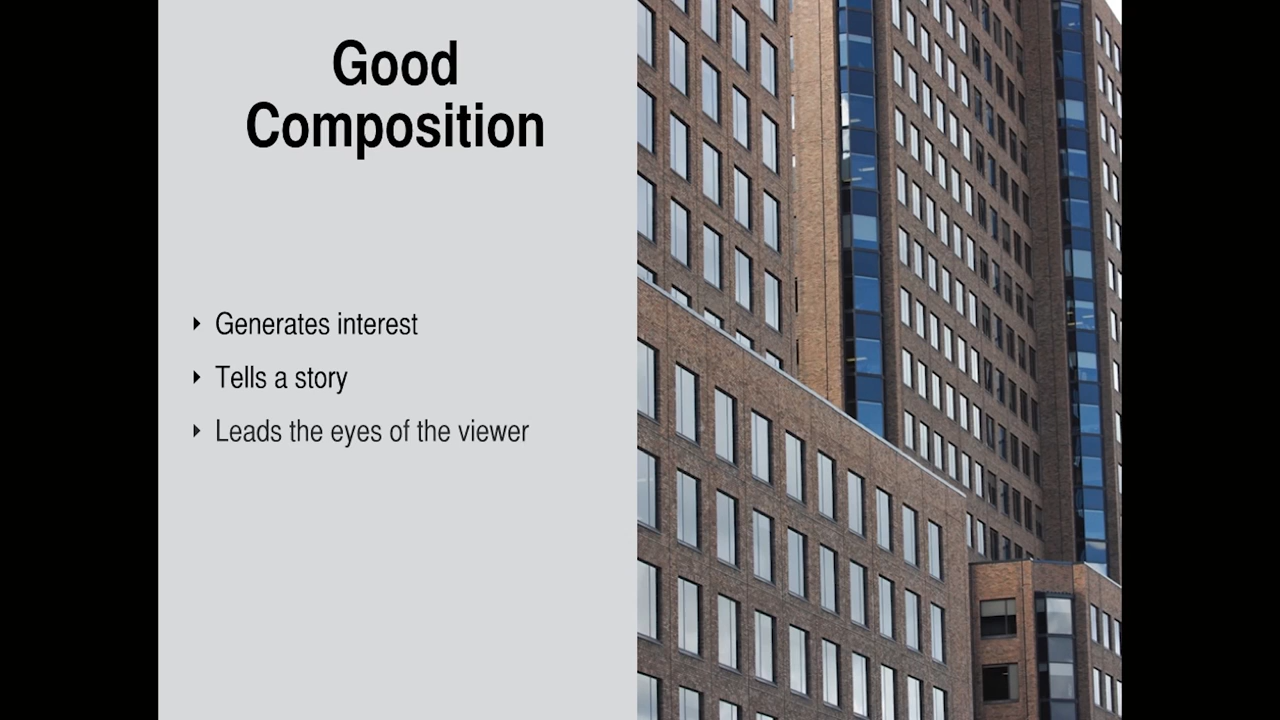 Good
Composition
Generates interest
Tells a story
Leads the eyes of the viewer